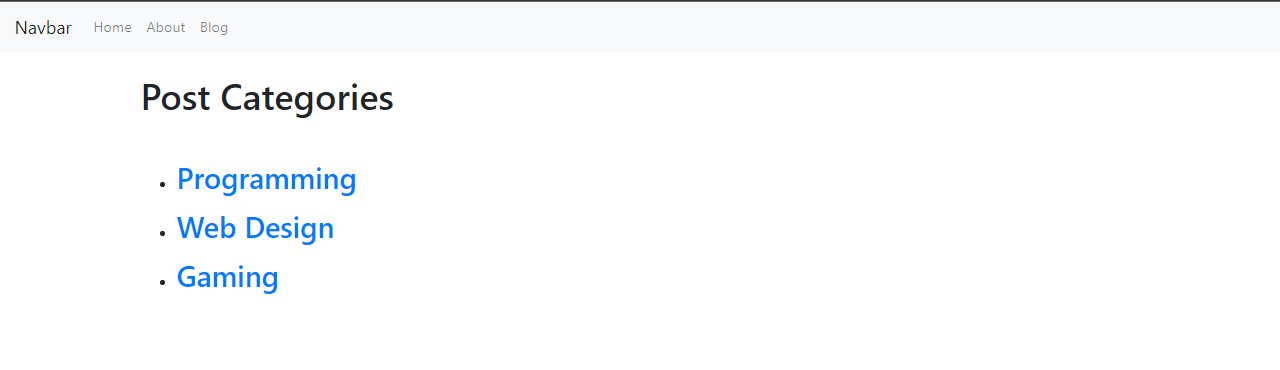 Navbar Home About Blog
Post Categories
Programming
Web Design
Gaming